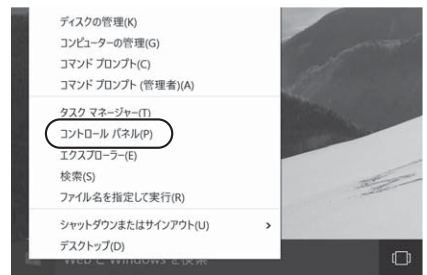 ディスクの管理(K)
コンピューターの管理(G)
コマンド プロンプト(C)
コマンド プロンプト (管理者)(A)
タスク マネージャー(T)
コントロール パネル(P)
エクスプローラー(E)
検索(S)
ファイル名を指定して実行(R)
シャットダウンまたはサインアウト(U)
デスクトップ(D)
Web と Windows を検索